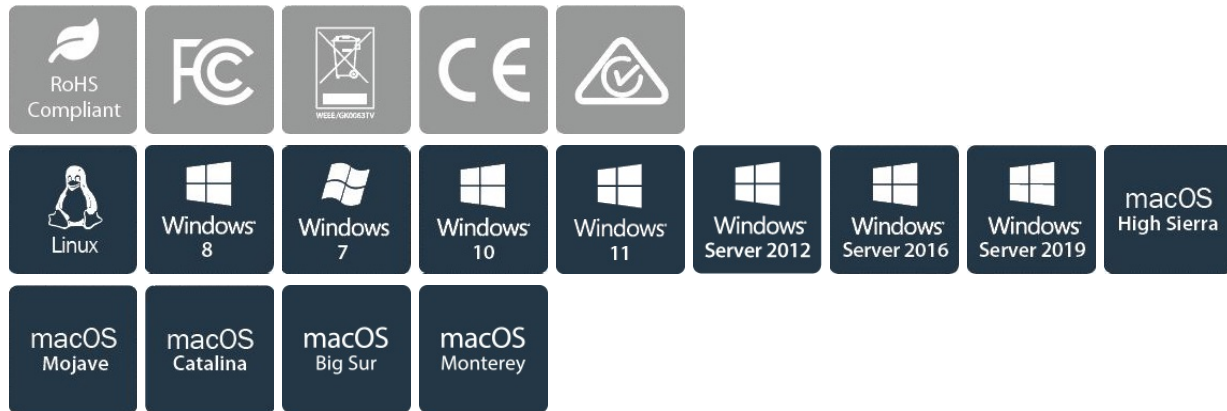 RoHS
Compliant
FC
WEEE/GK0063TV
CE
Linux
Windows
8
Windows
7
Windows
10
Windows
11
Windows
Server 2012
Windows
Server 2016
Windows
Server 2019
macOS
High Sierra
macOS
Mojave
macOS
Catalina
macOS
Big Sur
macOS
Monterey